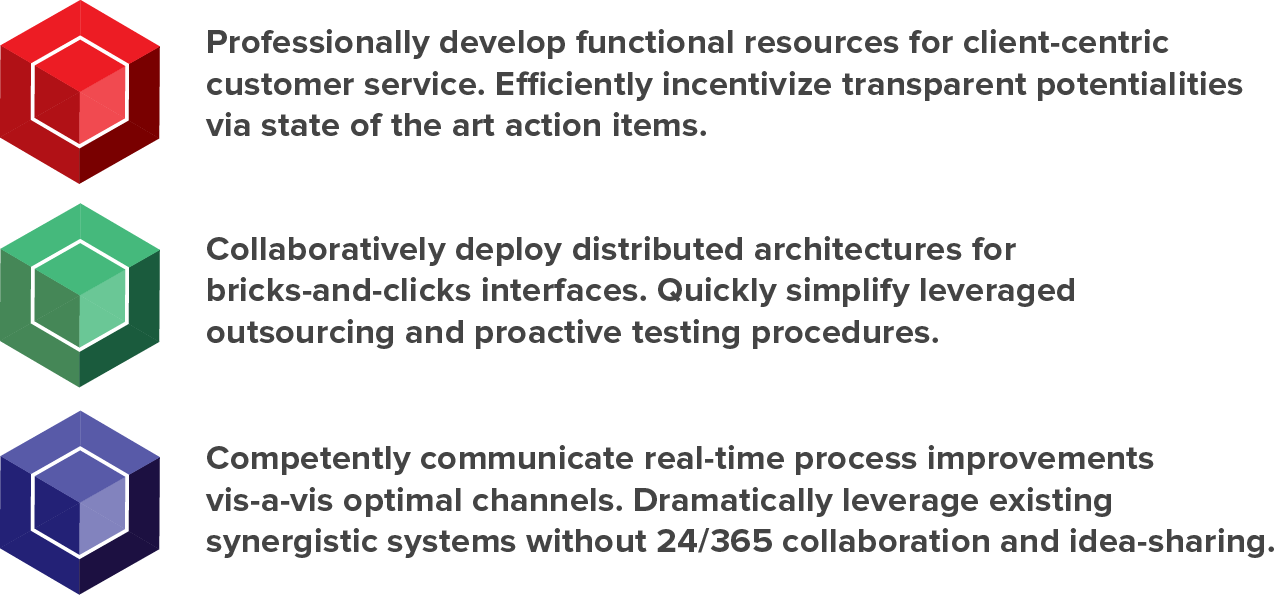 Professionally develop functional resources for client-centric
customer service. Efficiently incentivize transparent potentialities
via state of the art action items.
Collaboratively deploy distributed architectures for
bricks-and-clicks interfaces. Quickly simplify leveraged
outsourcing and proactive testing procedures.
Competently communicate real-time process improvements
vis-a-vis optimal channels. Dramatically leverage existing
synergistic systems without 24/365 collaboration and idea-sharing.